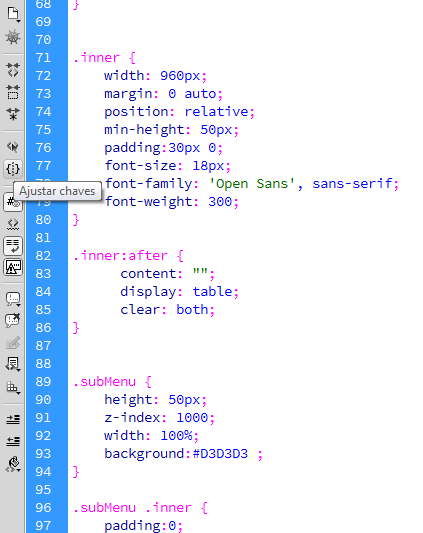 68 }
69
70
71 .inner {
72 width: 960px;
73 margin: 0 auto;
74 position: relative;
75 min-height: 50px;
76 padding:30px 0;
77 font-size: 18px;
font-family: 'Open Sans', sans-serif;
Ajustar chaves
79 font-weight: 300;
80 }
81
82 .inner:after {
83 content: "";
84 display: table;
85 clear: both;
86 }
87
88
89 .subMenu {
90 height: 50px;
91 z-index: 1000;
92 width: 100%;
93 background:#D3D3D3 ;
94 }
95
96 .subMenu .inner {
97 padding:0;